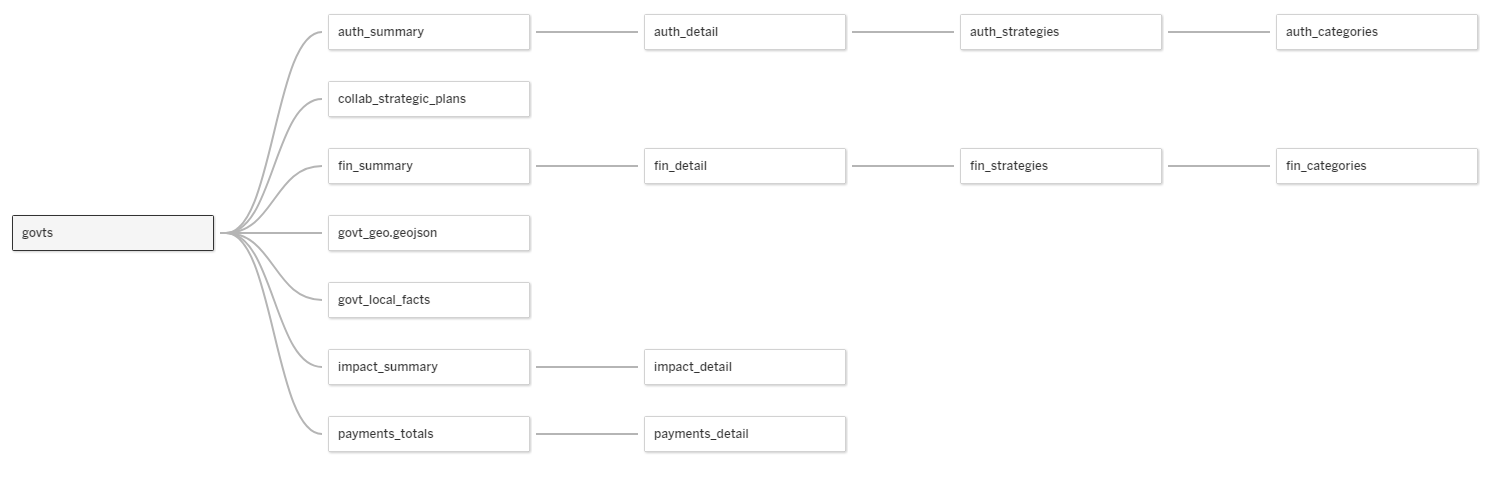 auth_summary auth_detail auth_strategies auth_categories
collab_strategic_plans
fin_summary fin_detail fin_strategies fin_categories
govts govt_geo.geojson
govt_local_facts
impact_summary impact_detail
payments_totals payments_detail